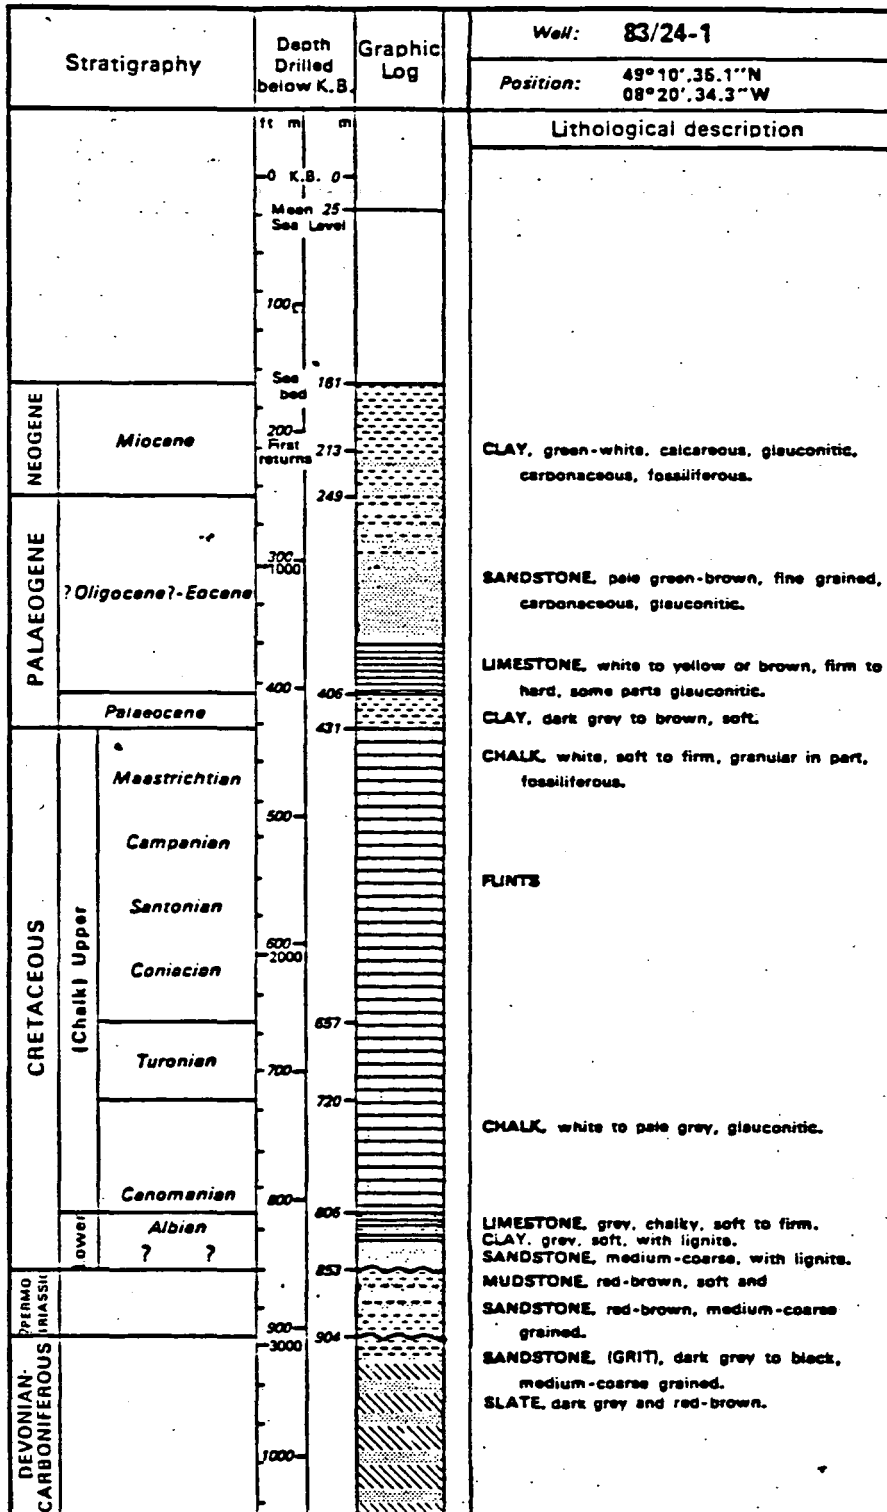 Stratigraphy
Depth
Drilled
below K.B.
Graphic
Log
Well: 83/24-1
Position: 49°10'.35.1"N
08°20'.34.3"W
Lithological description
ft m m
0 K.B. 0
Mean 25
Sea Level
100
Sea 161
bed
NEOGENE
Miocene
200
First 213
returns
CLAY, green-white, calcareous, glauconitic,
carbonaceous, fossiliferous.
249
PALAEOGENE
?Oligocene?-Eocene
300
1000
SANDSTONE, pale green-brown, fine grained,
carbonaceous, glauconitic.
LIMESTONE, white to yellow or brown, firm to
hard, some parts glauconitic.
400
406
Palaeocene
CLAY, dark grey to brown, soft.
431
CRETACEOUS
(Chalk) Upper
Maastrichtian
CHALK, white, soft to firm, granular in part,
fossiliferous.
500
Campanian
FLINTS
Santonian
600
2000
Coniacian
657
Turonian
700
720
CHALK, white to pale grey, glauconitic.
Cenomanian
800
806
Lower
Albian
? ?
LIMESTONE, grey, chalky, soft to firm.
CLAY, grey, soft, with lignite.
SANDSTONE, medium-coarse, with lignite.
853
?PERMO
TRIASSIC
MUDSTONE, red-brown, soft and
SANDSTONE, red-brown, medium-coarse
grained.
900
904
3000
DEVONIAN-
CARBONIFEROUS
SANDSTONE, (GRIT), dark grey to black,
medium-coarse grained.
SLATE, dark grey and red-brown.
1000